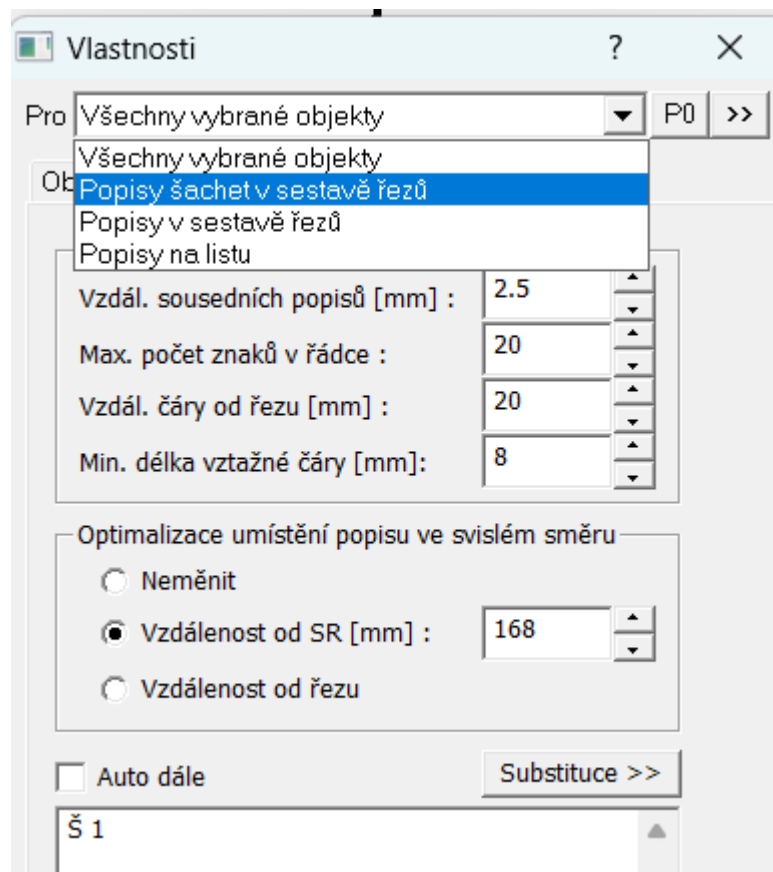 Vlastnosti ? ×
Pro Všechny vybrané objekty P0 >>
Všechny vybrané objekty
Popisy šachet v sestavě řezů
Popisy v sestavě řezů
Popisy na listu
Ob
Vzdál. sousedních popisů [mm] : 2.5
Max. počet znaků v řádce : 20
Vzdál. čáry od řezu [mm] : 20
Min. délka vztažné čáry [mm]: 8
Optimalizace umístění popisu ve svislém směru
Neměnit
Vzdálenost od SR [mm] : 168
Vzdálenost od řezu
Auto dále Substituce >>
Š 1